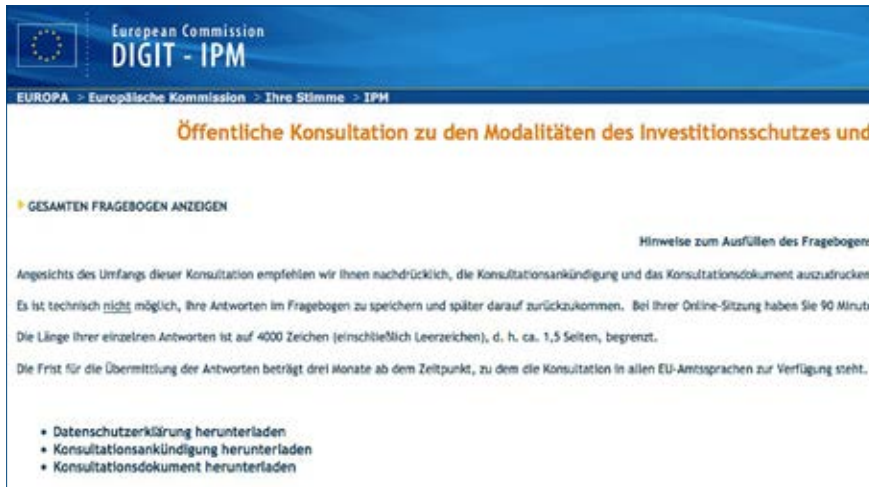 European Commission
DIGIT - IPM
EUROPA > Europäische Kommission > Ihre Stimme > IPM
Öffentliche Konsultation zu den Modalitäten des Investitionsschutzes und
GESAMTEN FRAGEBOGEN ANZEIGEN
Hinweise zum Ausfüllen des Fragebogens
Angesichts des Umfangs dieser Konsultation empfehlen wir Ihnen nachdrücklich, die Konsultationsankündigung und das Konsultationsdokument auszudrucken
Es ist technisch nicht möglich, Ihre Antworten im Fragebogen zu speichern und später darauf zurückzukommen. Bei Ihrer Online-Sitzung haben Sie 90 Minut
Die Länge Ihrer einzelnen Antworten ist auf 4000 Zeichen (einschließlich Leerzeichen), d. h. ca. 1,5 Seiten, begrenzt.
Die Frist für die Übermittlung der Antworten beträgt drei Monate ab dem Zeitpunkt, zu dem die Konsultation in allen EU-Amtssprachen zur Verfügung steht.
• Datenschutzerklärung herunterladen
• Konsultationsankündigung herunterladen
• Konsultationsdokument herunterladen